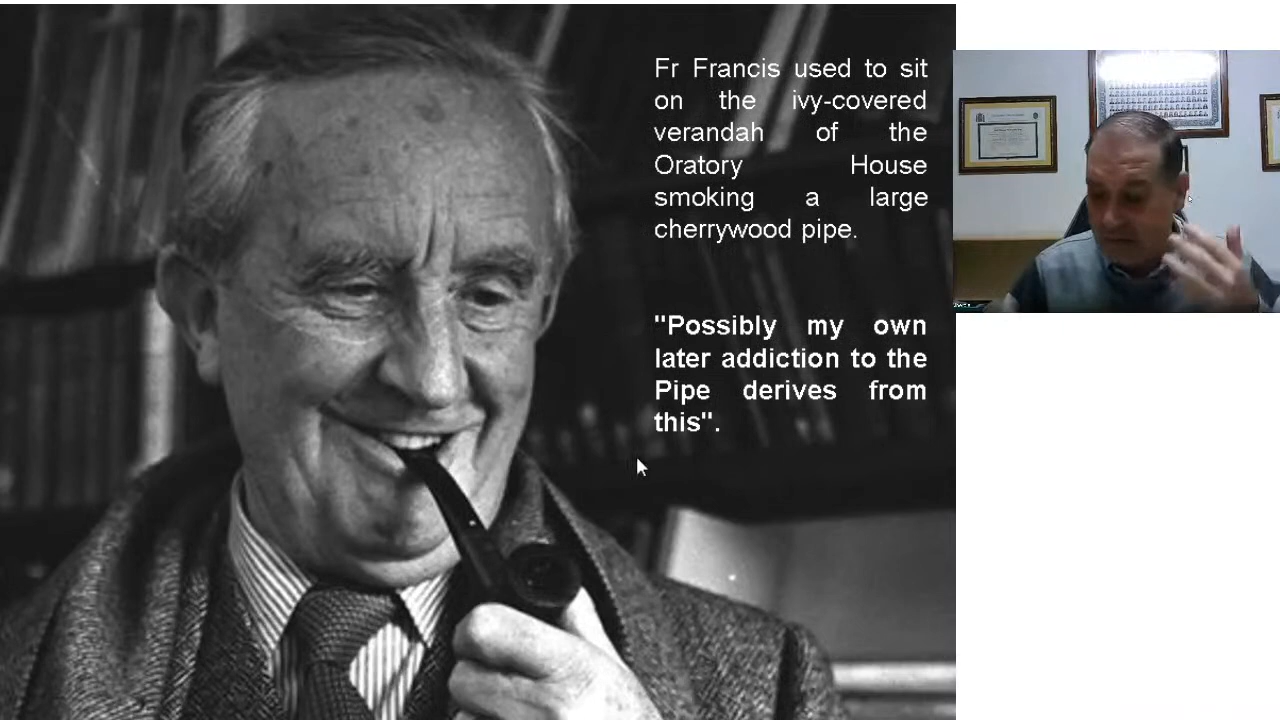 Fr Francis used to sit
on the ivy-covered
verandah of the
Oratory House
smoking a large
cherrywood pipe.
"Possibly my own
later addiction to the
Pipe derives from
this".